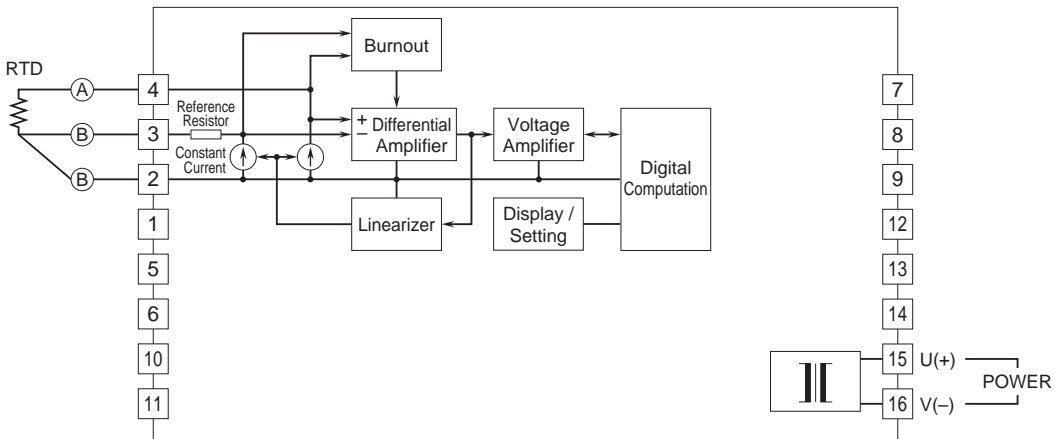 RTD
A
B
B
4
3
2
1
5
6
10
11
Reference
Resistor
Constant
Current
Burnout
+
–
Differential
Amplifier
Voltage
Amplifier
Digital
Computation
Linearizer
Display /
Setting
7
8
9
12
13
14
15
16
U(+)
V(–)
POWER